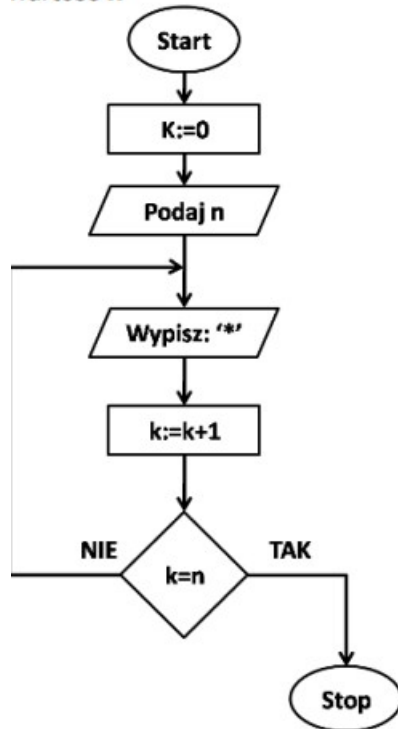 Start
K:=0
Podaj n
Wypisz: ‘*’
k:=k+1
NIE
TAK
k=n
Stop